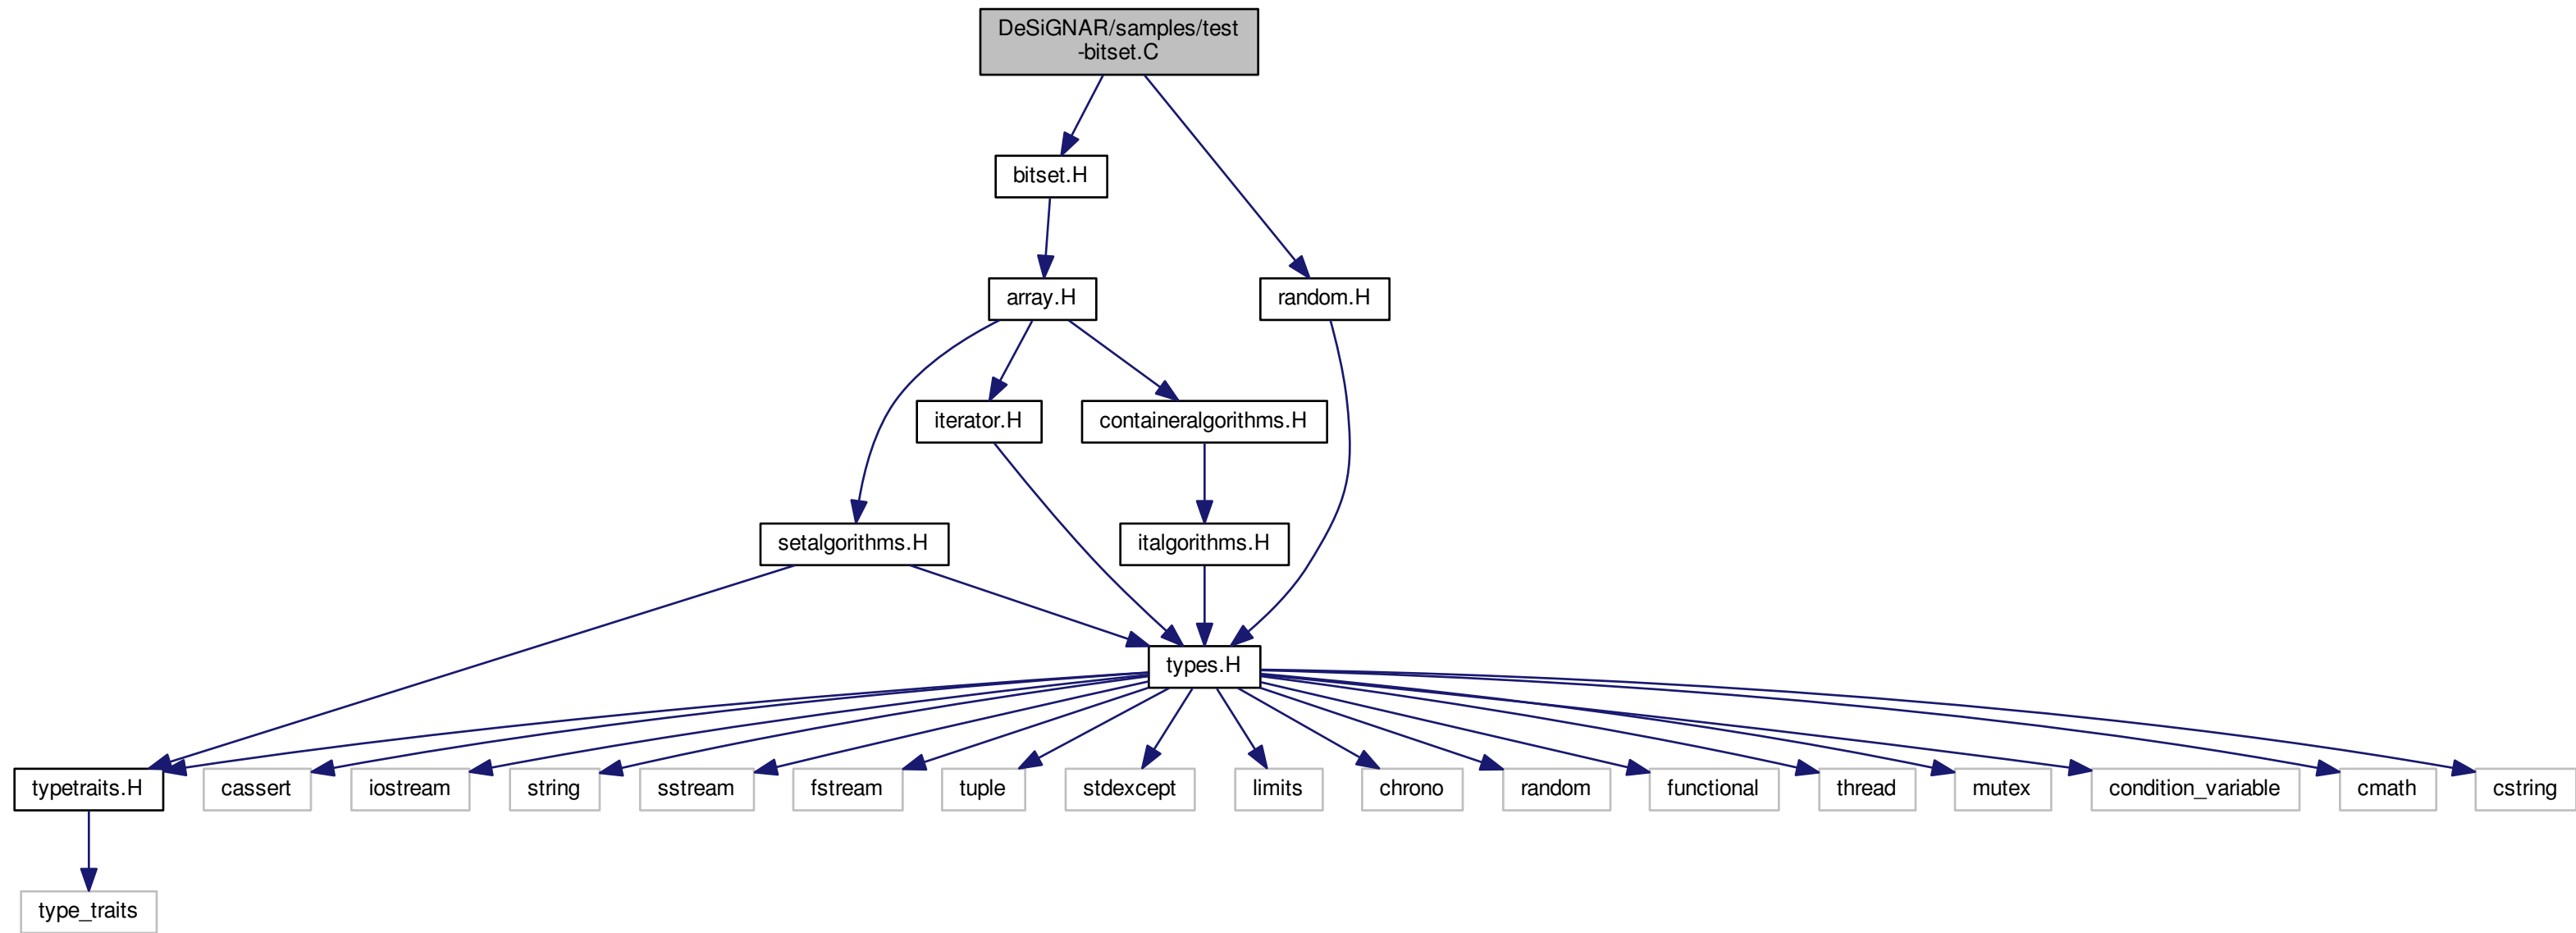 DeSiGNAR/samples/test
-bitset.C
bitset.H
array.H
random.H
iterator.H
containeralgorithms.H
setalgorithms.H
italgorithms.H
types.H
typetraits.H
cassert
iostream
string
sstream
fstream
tuple
stdexcept
limits
chrono
random
functional
thread
mutex
condition_variable
cmath
cstring
type_traits